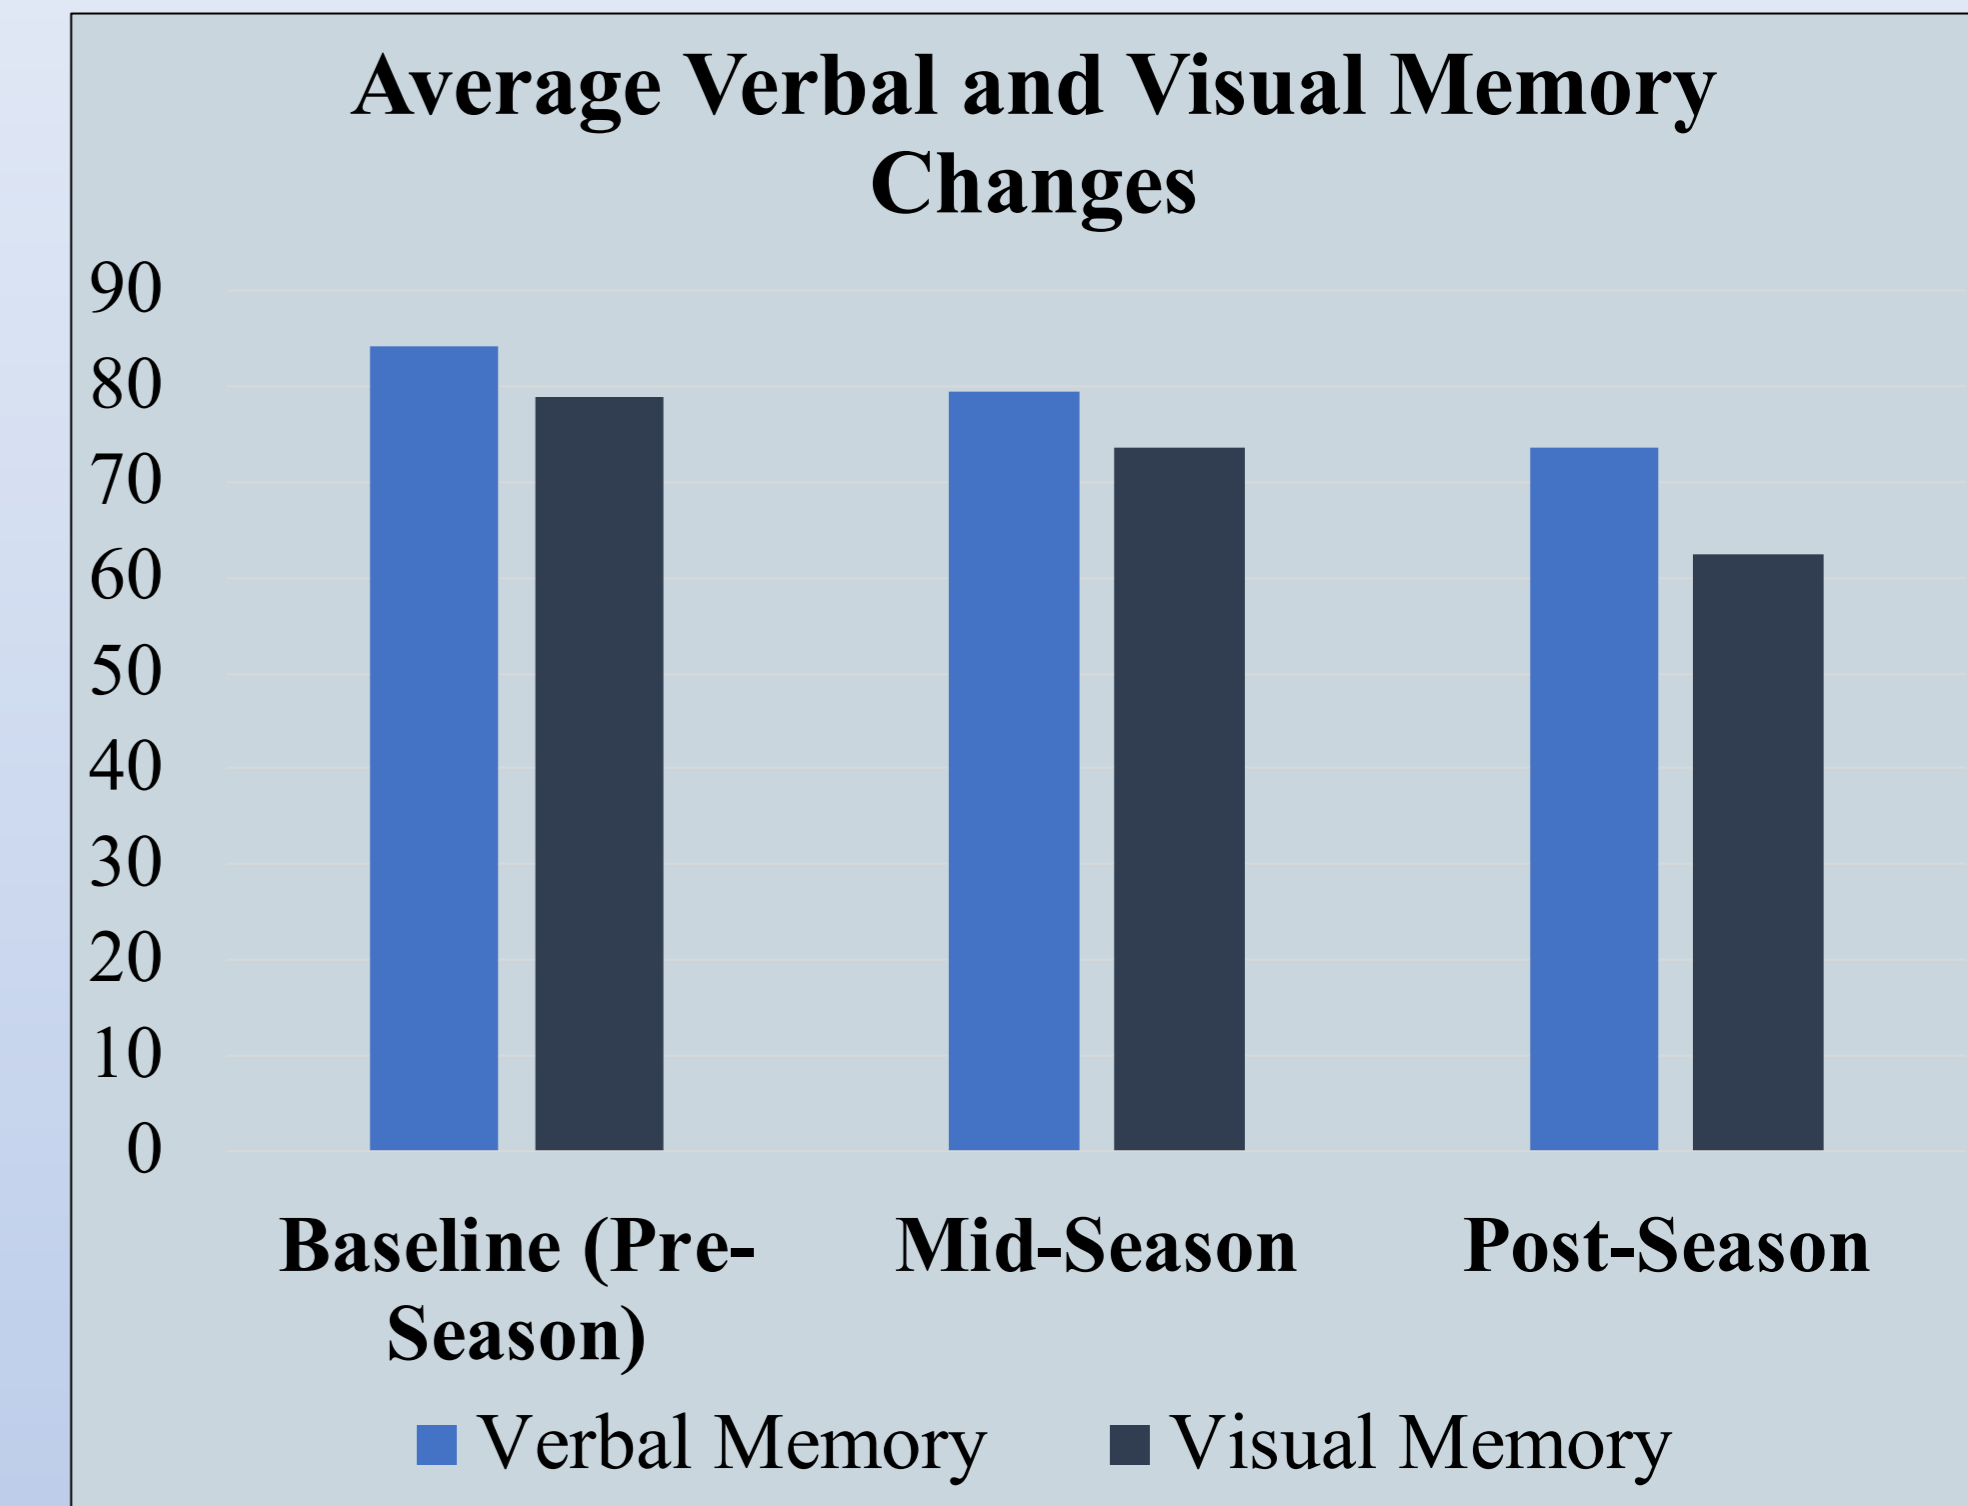 Average Verbal and Visual Memory
Changes
90
80
70
60
50
40
30
20
10
0
Baseline (Pre-
Season)
Mid-Season
Post-Season
Verbal Memory
Visual Memory